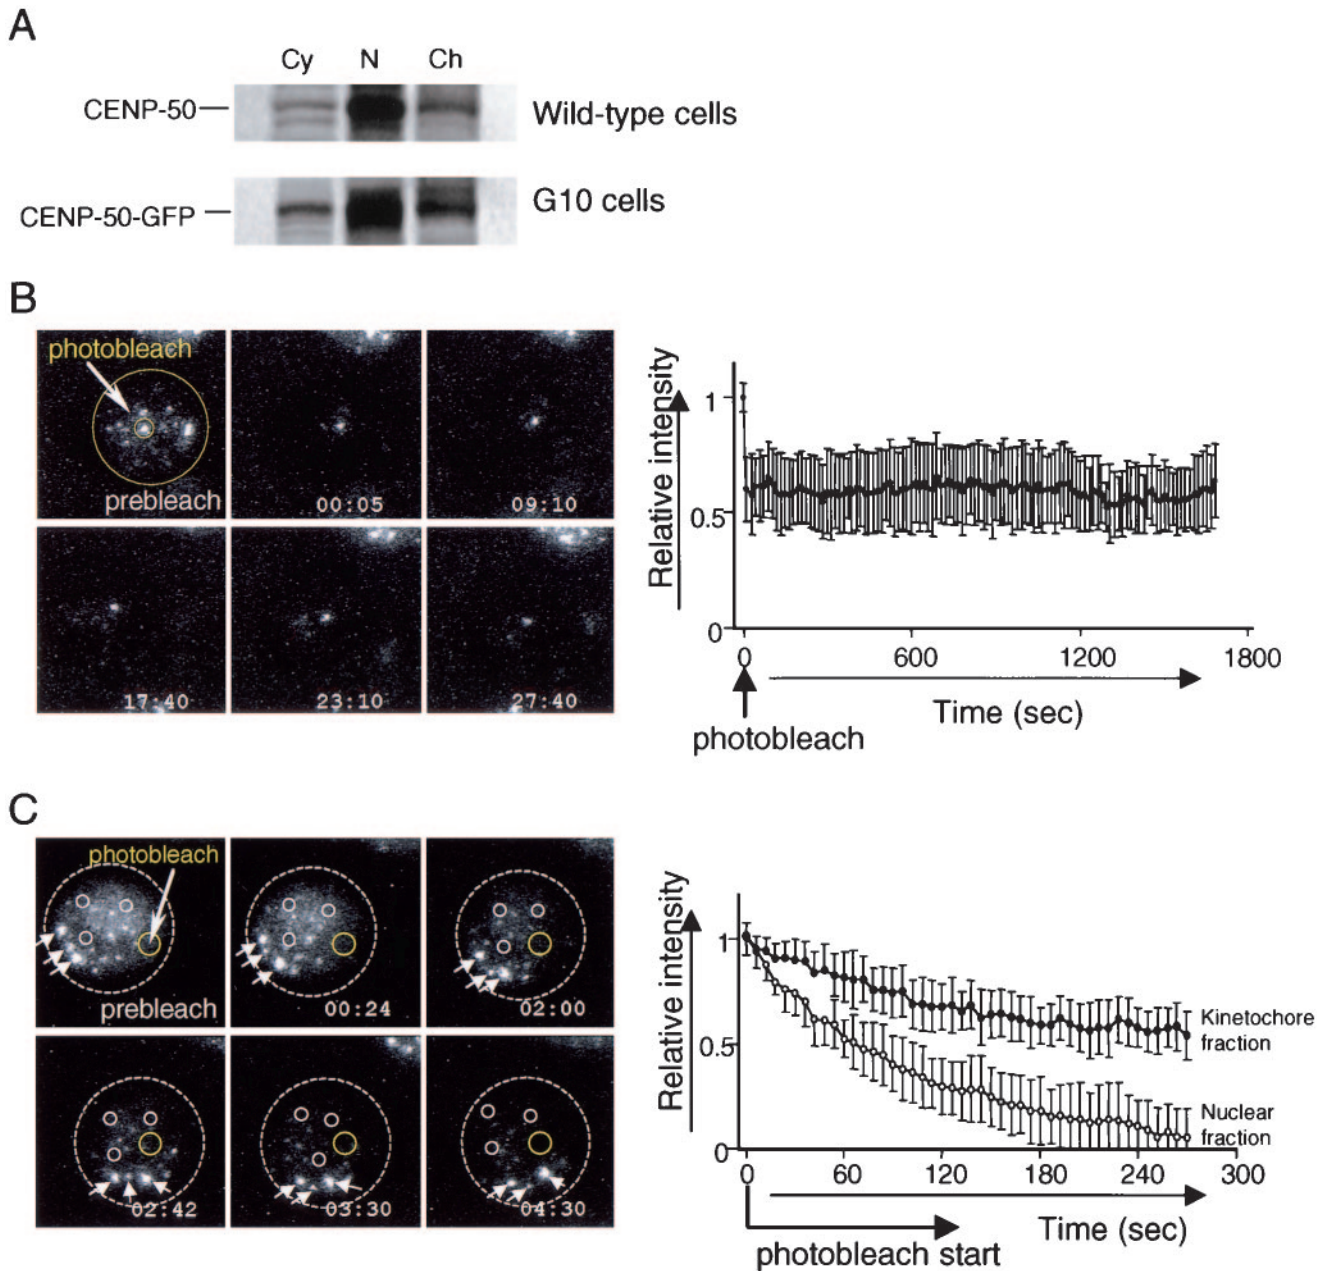 A
Cy N Ch
CENP-50
Wild-type cells
CENP-50-GFP
G10 cells
B
photobleach
prebleach
00:05
09:10
17:40
23:10
27:40
Relative intensity
1
0.5
0
0 600 1200 1800
Time (sec)
photobleach
C
photobleach
prebleach
00:24
02:00
02:42
03:30
04:30
Relative intensity
1
0.5
0
Kinetochore
fraction
Nuclear
fraction
0 60 120 180 240 300
Time (sec)
photobleach start